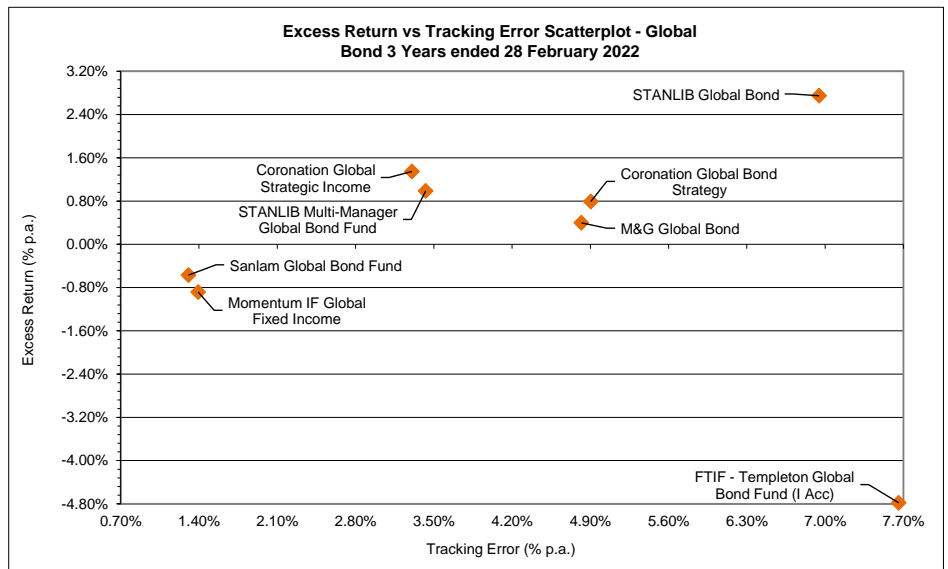 Excess Return vs Tracking Error Scatterplot - Global
Bond 3 Years ended 28 February 2022
Excess Return (% p.a.)
3.20%
2.40%
1.60%
0.80%
0.00%
-0.80%
-1.60%
-2.40%
-3.20%
-4.00%
-4.80%
STANLIB Global Bond
Coronation Global
Strategic Income
STANLIB Multi-Manager
Global Bond Fund
Coronation Global Bond
Strategy
M&G Global Bond
Sanlam Global Bond Fund
Momentum IF Global
Fixed Income
FTIF - Templeton Global
Bond Fund (I Acc)
0.70%
1.40%
2.10%
2.80%
3.50%
4.20%
4.90%
5.60%
6.30%
7.00%
7.70%
Tracking Error (% p.a.)